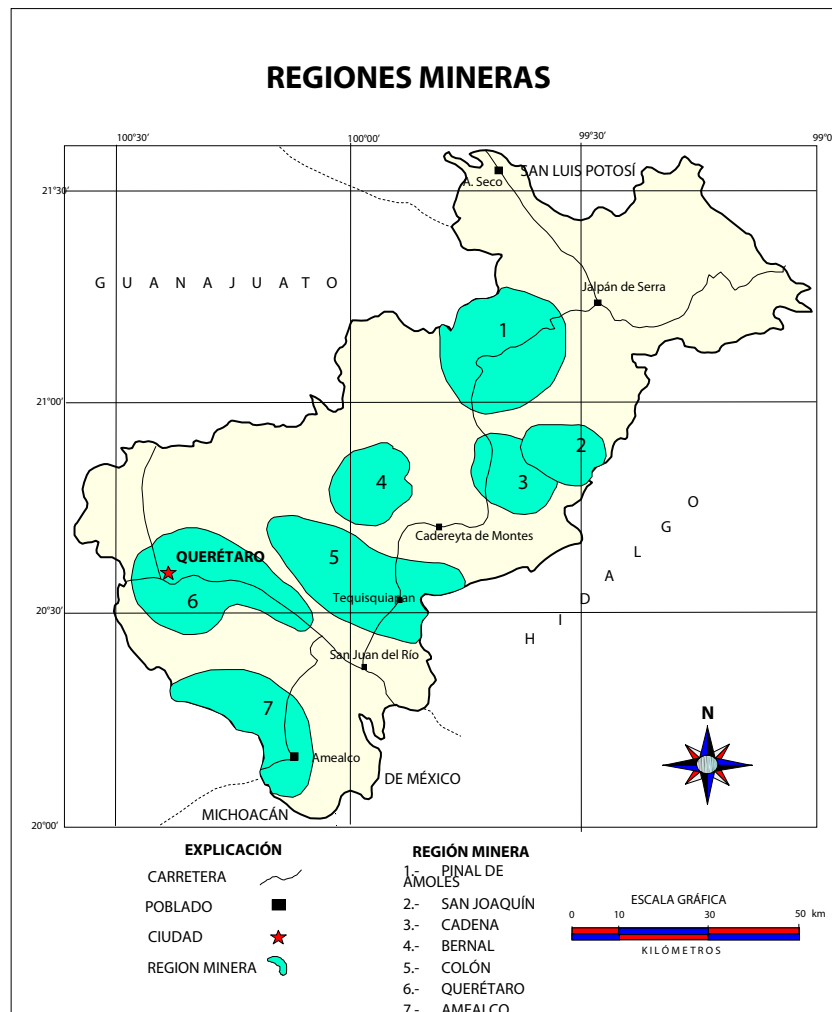 REGIONES MINERAS
100°30'
100°00'
99°30'
99°0
21°30'
21°00'
20°30'
20°00'
SAN LUIS POTOSÍ
A. Seco
GUANAJUATO
Jalpán de Serra
1
2
3
4
Cadereyta de Montes
HIDALGO
QUERÉTARO
5
6
Tequisquiapan
San Juan del Río
7
Amealco
DE MÉXICO
MICHOACÁN
N
EXPLICACIÓN
CARRETERA
POBLADO
CIUDAD
REGION MINERA
REGIÓN MINERA
1.- PINAL DE
AMOLES
2.- SAN JOAQUÍN
3.- CADENA
4.- BERNAL
5.- COLÓN
6.- QUERÉTARO
7.- AMEALCO
ESCALA GRÁFICA
0 10 30 50 km
KILÓMETROS